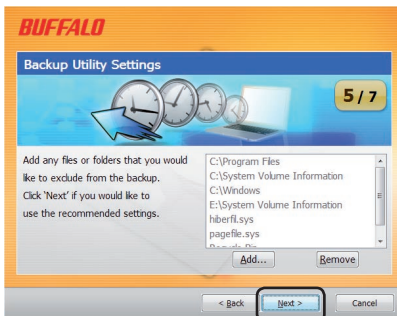 BUFFALO
Backup Utility Settings
5/7
Add any files or folders that you would
like to exclude from the backup.
Click 'Next' if you would like to
use the recommended settings.
C:\Program Files
C:\System Volume Information
C:\Windows
E:\System Volume Information
hiberfil.sys
pagefile.sys
Add...
Remove
< Back
Next >
Cancel